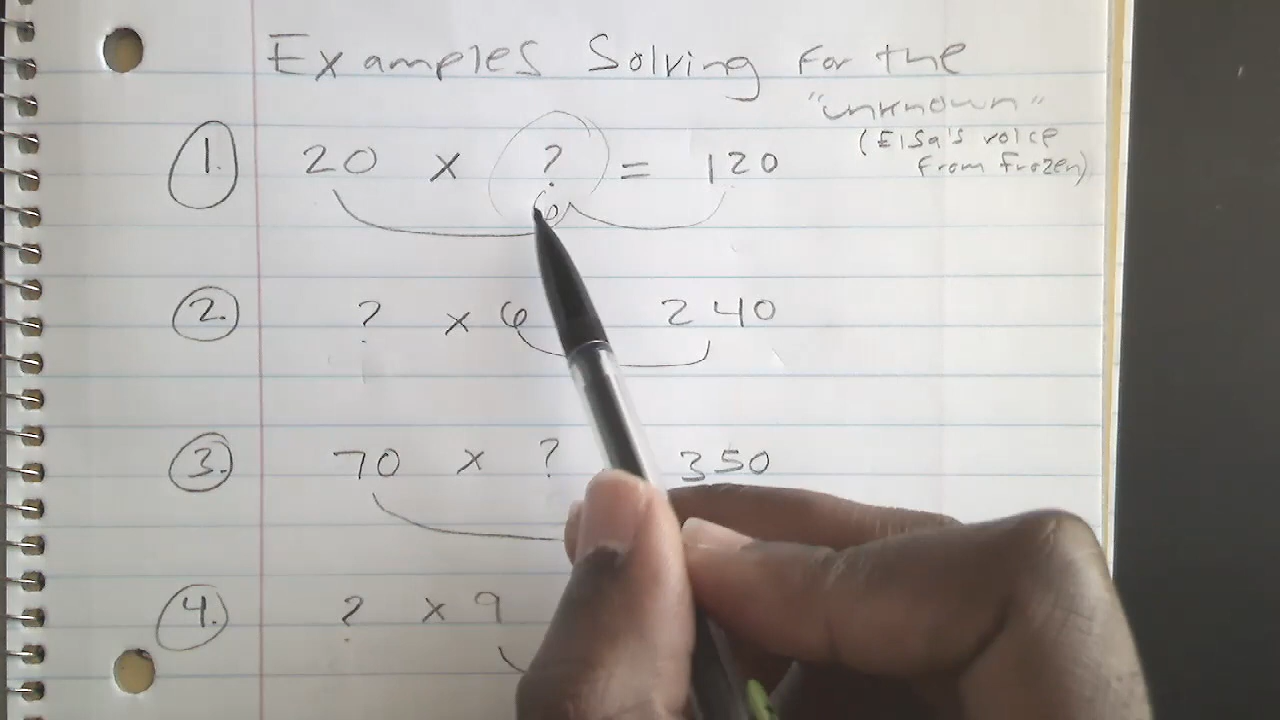 Examples Solving For the
"unknown"
(Elsa's voice
From Frozen)
1. 20 x ? = 120
6
2. ? x 6 240
3. 70 x ? 350
4. ? x 9